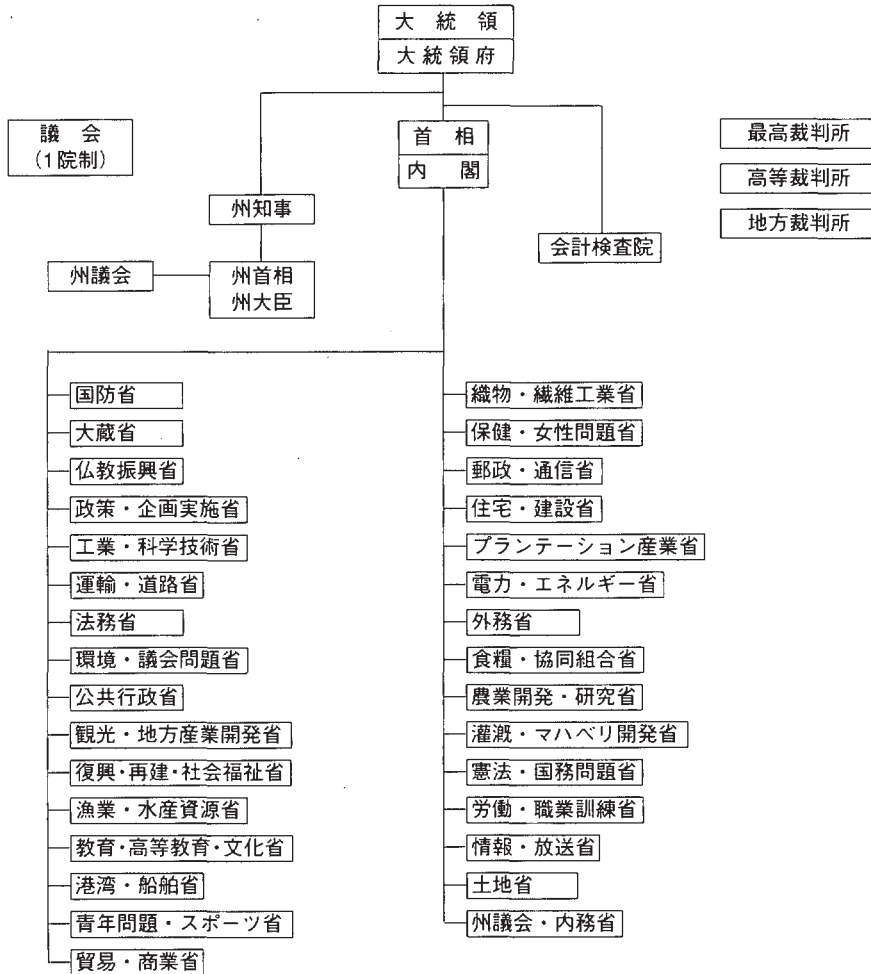 大統領
大統領府
議会
(1院制)
首相
内閣
最高裁判所
高等裁判所
地方裁判所
州知事
会計検査院
州議会
州首相
州大臣
国防省
大蔵省
仏教振興省
政策・企画実施省
工業・科学技術省
運輸・道路省
法務省
環境・議会問題省
公共行政省
観光・地方産業開発省
復興・再建・社会福祉省
漁業・水産資源省
教育・高等教育・文化省
港湾・船舶省
青年問題・スポーツ省
貿易・商業省
織物・繊維工業省
保健・女性問題省
郵政・通信省
住宅・建設省
プランテーション産業省
電力・エネルギー省
外務省
食糧・協同組合省
農業開発・研究省
灌漑・マハベリ開発省
憲法・国務問題省
労働・職業訓練省
情報・放送省
土地省
州議会・内務省